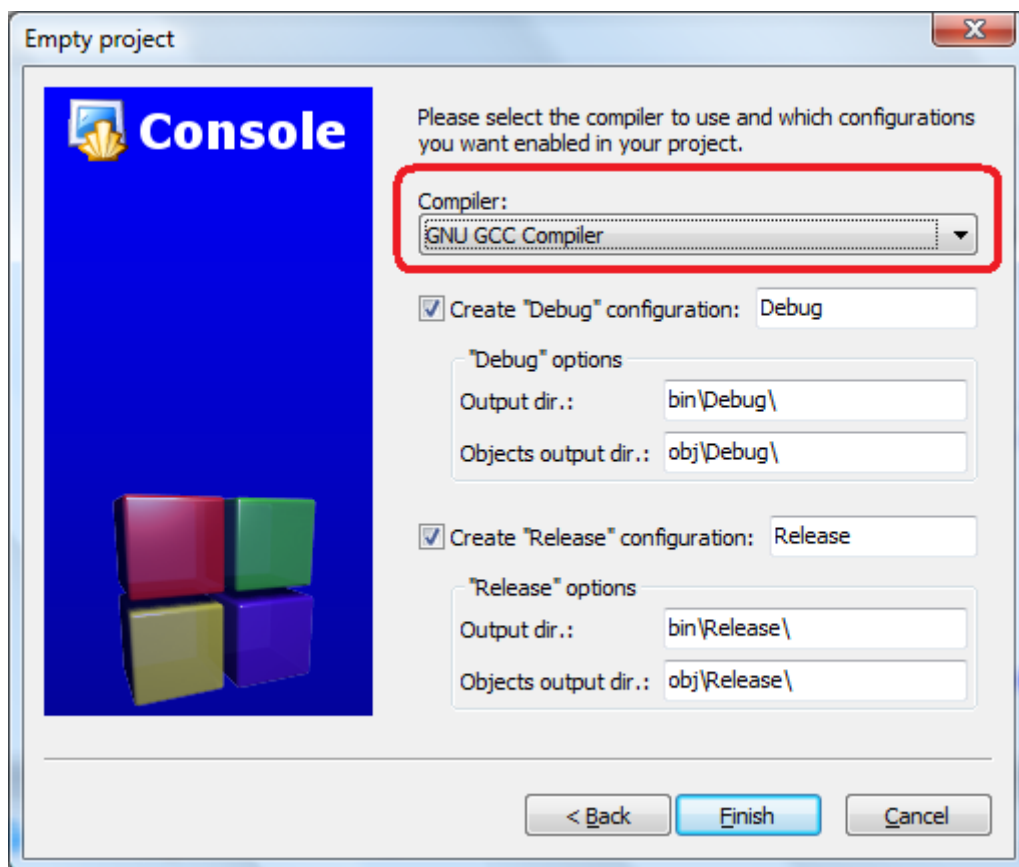 Empty project
Console
Please select the compiler to use and which configurations
you want enabled in your project.
Compiler:
GNU GCC Compiler
Create "Debug" configuration: Debug
"Debug" options
Output dir.: bin\Debug\
Objects output dir.: obj\Debug\
Create "Release" configuration: Release
"Release" options
Output dir.: bin\Release\
Objects output dir.: obj\Release\
< Back Finish Cancel